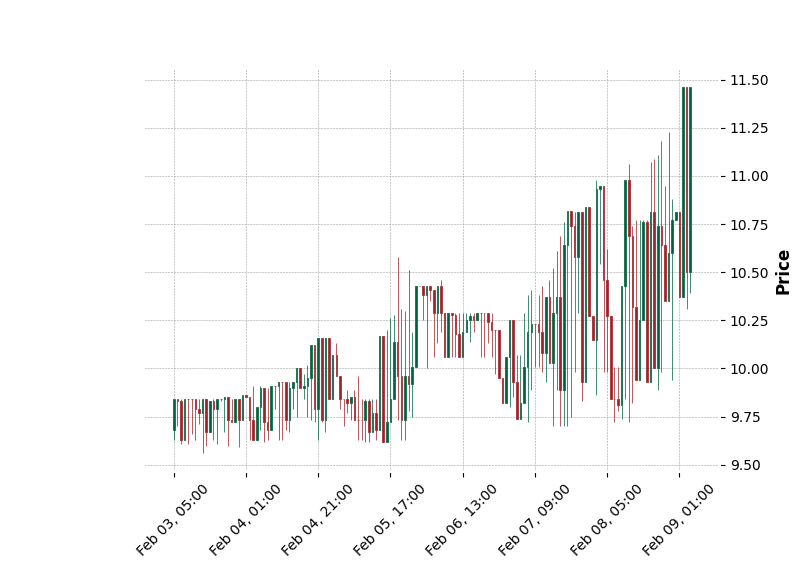 11.50
11.25
11.00
10.75
10.50
10.25
10.00
9.75
9.50
Price
Feb 03, 05:00
Feb 04, 01:00
Feb 04, 21:00
Feb 05, 17:00
Feb 06, 13:00
Feb 07, 09:00
Feb 08, 05:00
Feb 09, 01:00